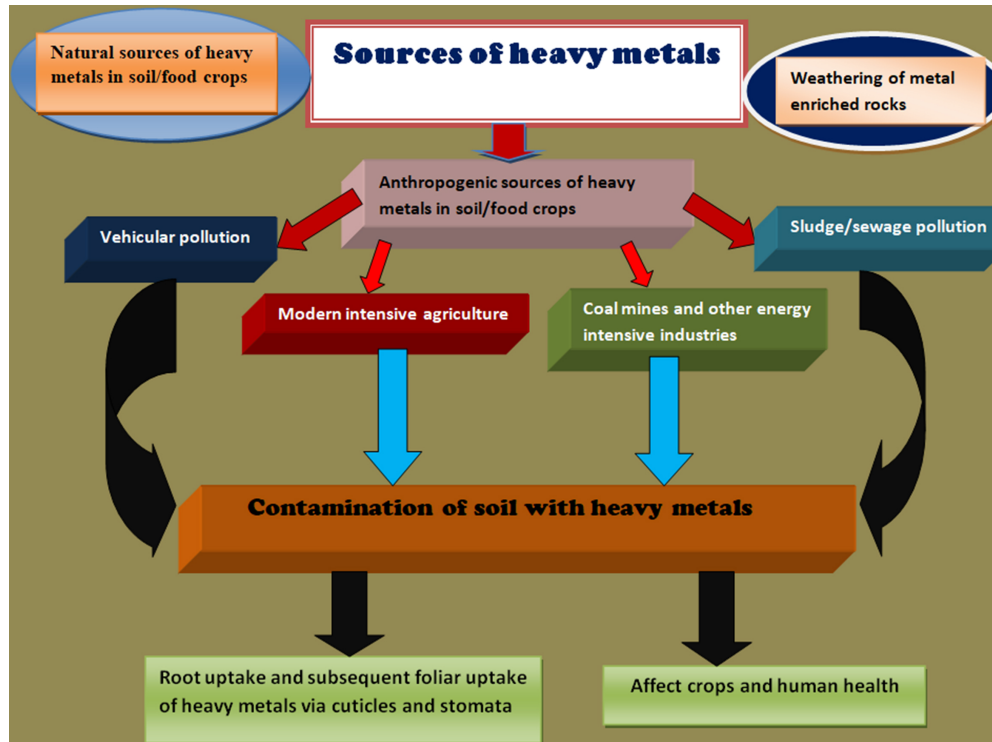 Natural sources of heavy
metals in soil/food crops
Sources of heavy metals
Weathering of metal
enriched rocks
Anthropogenic sources of heavy
metals in soil/food crops
Vehicular pollution
Sludge/sewage pollution
Modern intensive agriculture
Coal mines and other energy
intensive industries
Contamination of soil with heavy metals
Root uptake and subsequent foliar uptake
of heavy metals via cuticles and stomata
Affect crops and human health